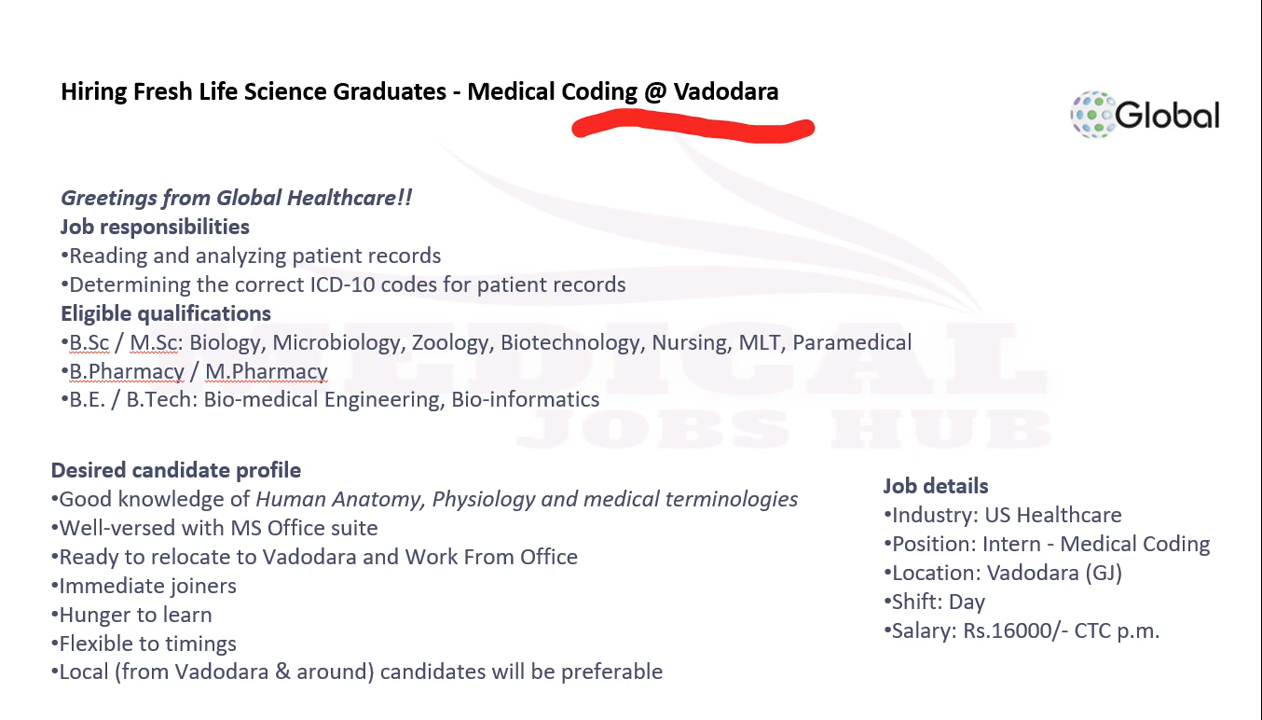 Hiring Fresh Life Science Graduates - Medical Coding @ Vadodara
Global
Greetings from Global Healthcare!!
Job responsibilities
•Reading and analyzing patient records
•Determining the correct ICD-10 codes for patient records
Eligible qualifications
•B.Sc / M.Sc: Biology, Microbiology, Zoology, Biotechnology, Nursing, MLT, Paramedical
•B.Pharmacy / M.Pharmacy
•B.E. / B.Tech: Bio-medical Engineering, Bio-informatics
MEDICAL
JOBS HUB
Desired candidate profile
•Good knowledge of Human Anatomy, Physiology and medical terminologies
•Well-versed with MS Office suite
•Ready to relocate to Vadodara and Work From Office
•Immediate joiners
•Hunger to learn
•Flexible to timings
•Local (from Vadodara & around) candidates will be preferable
Job details
•Industry: US Healthcare
•Position: Intern - Medical Coding
•Location: Vadodara (GJ)
•Shift: Day
•Salary: Rs.16000/- CTC p.m.